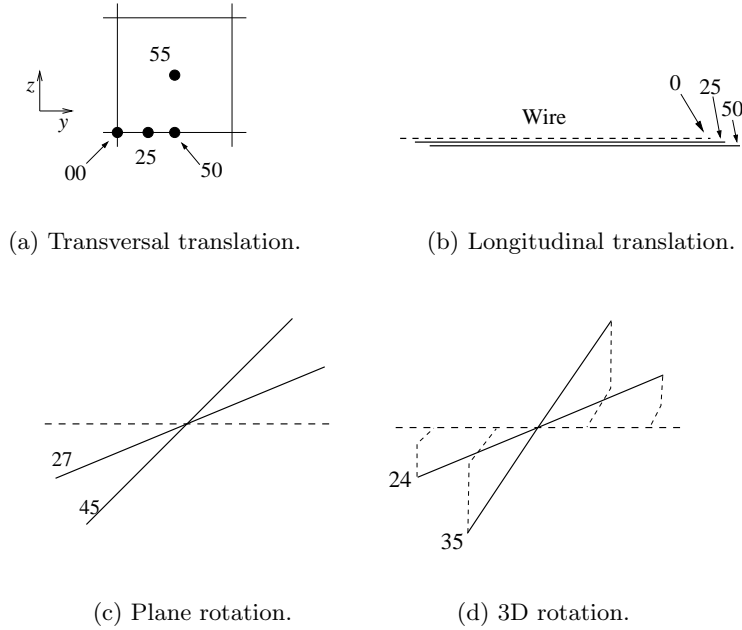 55
z
y
00
25
50
0
25
50
Wire
(a) Transversal translation.
(b) Longitudinal translation.
27
45
24
35
(c) Plane rotation.
(d) 3D rotation.